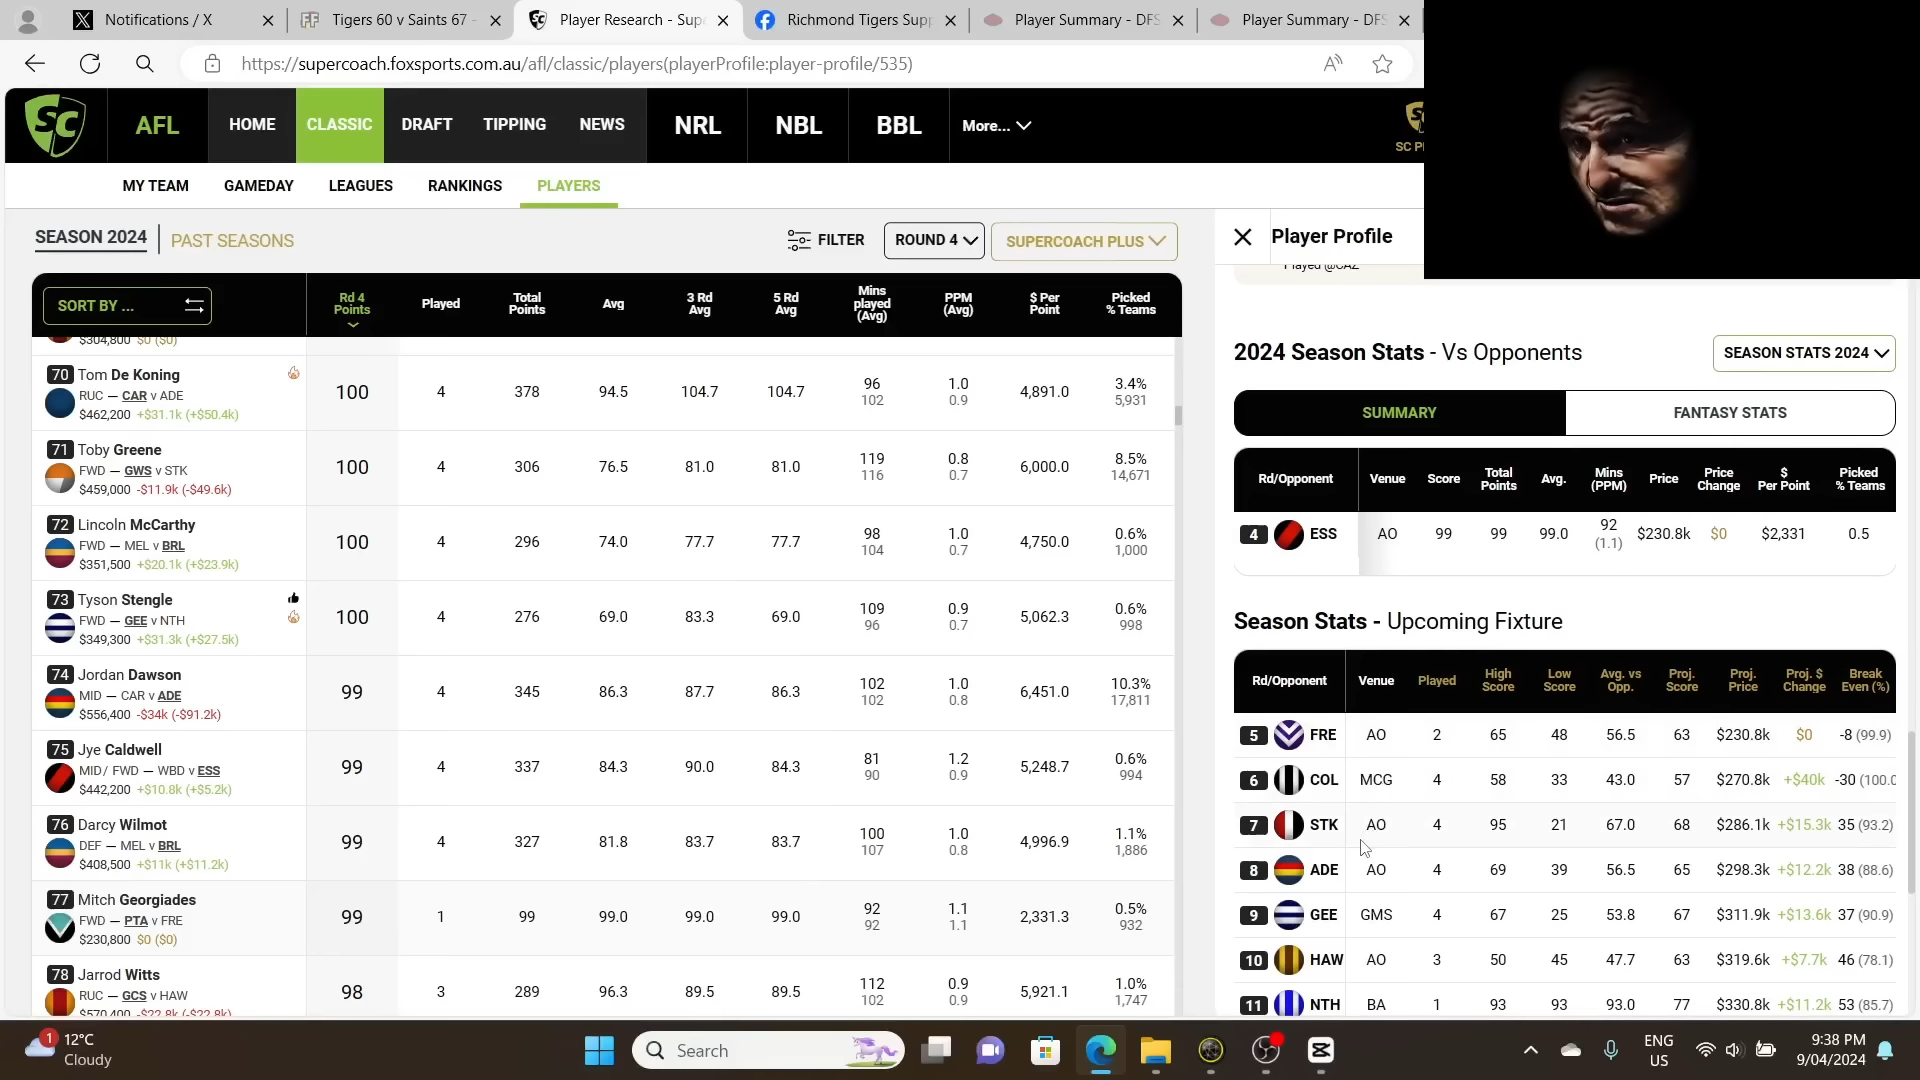 Notifications / X
Tigers 60 v Saints 67 -
Player Research - Sup
Richmond Tigers Supp
Player Summary - DFS
Player Summary - DFS
https://supercoach.foxsports.com.au/afl/classic/players(playerProfile:player-profile/535)
SC AFL HOME CLASSIC DRAFT TIPPING NEWS NRL NBL BBL More...
SC PL
MY TEAM GAMEDAY LEAGUES RANKINGS PLAYERS
SEASON 2024 PAST SEASONS FILTER ROUND 4 SUPERCOACH PLUS
SORT BY ... Rd 4 Points Played Total Points Avg 3 Rd Avg 5 Rd Avg Mins played (Avg) PPM (Avg) $ Per Point Picked % Teams
$304,800 $0 ($0)
70 Tom De Koning
RUC — CAR v ADE
$462,200 +$31.1k (+$50.4k)
100 4 378 94.5 104.7 104.7 96 102 1.0 0.9 4,891.0 3.4% 5,931
71 Toby Greene
FWD — GWS v STK
$459,000 -$11.9k (-$49.6k)
100 4 306 76.5 81.0 81.0 119 116 0.8 0.7 6,000.0 8.5% 14,671
72 Lincoln McCarthy
FWD — MEL v BRL
$351,500 +$20.1k (+$23.9k)
100 4 296 74.0 77.7 77.7 98 104 1.0 0.7 4,750.0 0.6% 1,000
73 Tyson Stengle
FWD — GEE v NTH
$349,300 +$31.3k (+$27.5k)
100 4 276 69.0 83.3 69.0 109 96 0.9 0.7 5,062.3 0.6% 998
74 Jordan Dawson
MID — CAR v ADE
$556,400 -$34k (-$91.2k)
99 4 345 86.3 87.7 86.3 102 102 1.0 0.8 6,451.0 10.3% 17,811
75 Jye Caldwell
MID/ FWD — WBD v ESS
$442,200 +$10.8k (+$5.2k)
99 4 337 84.3 90.0 84.3 81 90 1.2 0.9 5,248.7 0.6% 994
76 Darcy Wilmot
DEF — MEL v BRL
$408,500 +$11k (+$11.2k)
99 4 327 81.8 83.7 83.7 100 107 1.0 0.8 4,996.9 1.1% 1,886
77 Mitch Georgiades
FWD — PTA v FRE
$230,800 $0 ($0)
99 1 99 99.0 99.0 99.0 92 92 1.1 1.1 2,331.3 0.5% 932
78 Jarrod Witts
RUC — GCS v HAW
$570,400 -$22.8k (-$22.8k)
98 3 289 96.3 89.5 89.5 112 102 0.9 0.9 5,921.1 1.0% 1,747
Player Profile
Played @CAZ
2024 Season Stats - Vs Opponents SEASON STATS 2024
SUMMARY FANTASY STATS
Rd/Opponent Venue Score Total Points Avg. Mins (PPM) Price Price Change $ Per Point Picked % Teams
4 ESS AO 99 99 99.0 92 (1.1) $230.8k $0 $2,331 0.5
Season Stats - Upcoming Fixture
Rd/Opponent Venue Played High Score Low Score Avg. vs Opp. Proj. Score Proj. Price Proj. $ Change Break Even (%)
5 FRE AO 2 65 48 56.5 63 $230.8k $0 -8 (99.9)
6 COL MCG 4 58 33 43.0 57 $270.8k +$40k -30 (100.0
7 STK AO 4 95 21 67.0 68 $286.1k +$15.3k 35 (93.2)
8 ADE AO 4 69 39 56.5 65 $298.3k +$12.2k 38 (88.6)
9 GEE GMS 4 67 25 53.8 67 $311.9k +$13.6k 37 (90.9)
10 HAW AO 3 50 45 47.7 63 $319.6k +$7.7k 46 (78.1)
11 NTH BA 1 93 93 93.0 77 $330.8k +$11.2k 53 (85.7)
1 12°C
Cloudy
Search
ENG
US
9:38 PM
9/04/2024